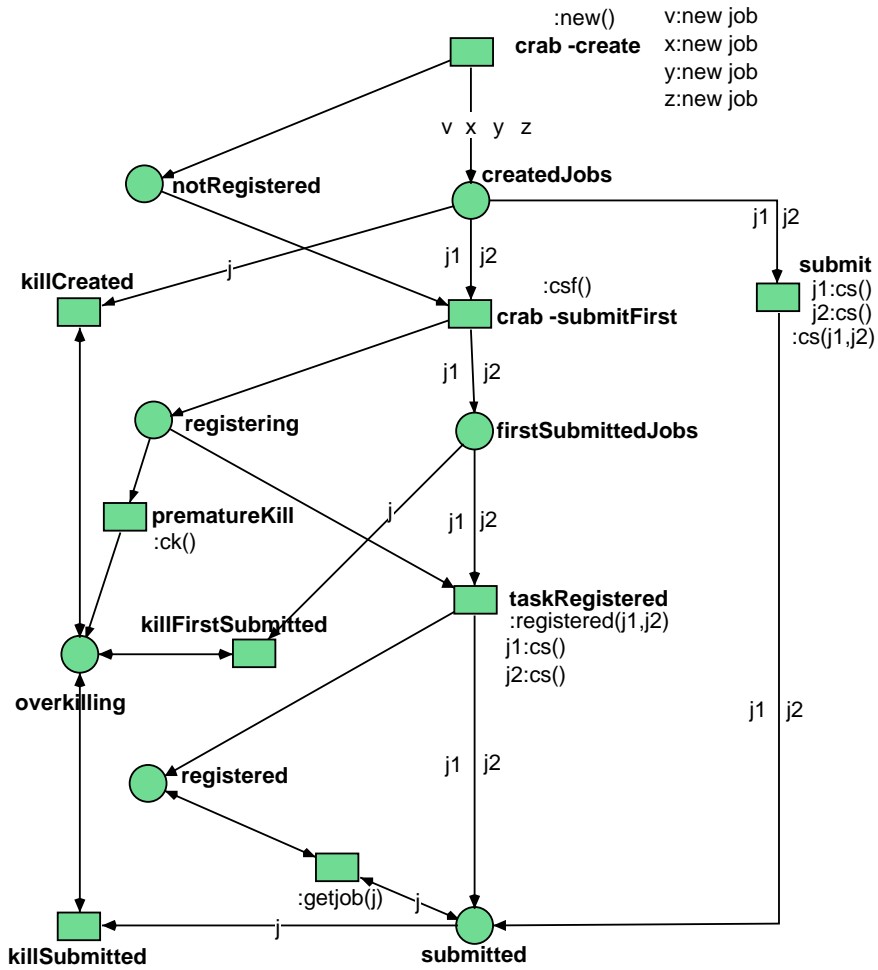 :new()
crab -create
v:new job
x:new job
y:new job
z:new job
v x y z
notRegistered
createdJobs
j1 j2
j
j1 j2
submit
j1:cs()
j2:cs()
:cs(j1,j2)
killCreated
:csf()
crab -submitFirst
j1 j2
registering
firstSubmittedJobs
prematureKill
:ck()
j
j1 j2
taskRegistered
:registered(j1,j2)
j1:cs()
j2:cs()
killFirstSubmitted
overkilling
j1 j2
registered
j1 j2
:getjob(j)
j
j
killSubmitted
submitted